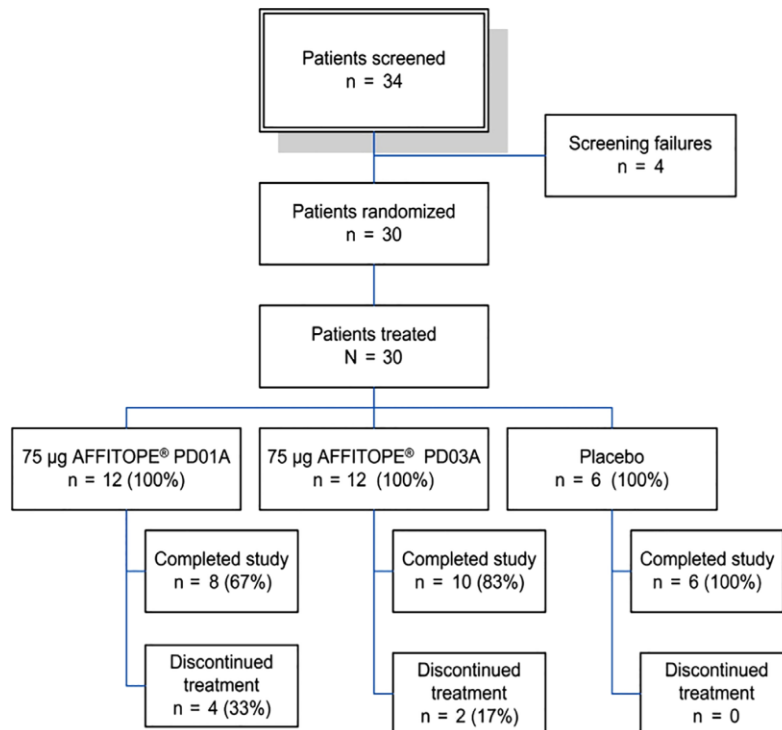 Patients screened
n = 34
Screening failures
n = 4
Patients randomized
n = 30
Patients treated
N = 30
75 µg AFFITOPE® PD01A
n = 12 (100%)
75 µg AFFITOPE® PD03A
n = 12 (100%)
Placebo
n = 6 (100%)
Completed study
n = 8 (67%)
Completed study
n = 10 (83%)
Completed study
n = 6 (100%)
Discontinued
treatment
n = 4 (33%)
Discontinued
treatment
n = 2 (17%)
Discontinued
treatment
n = 0